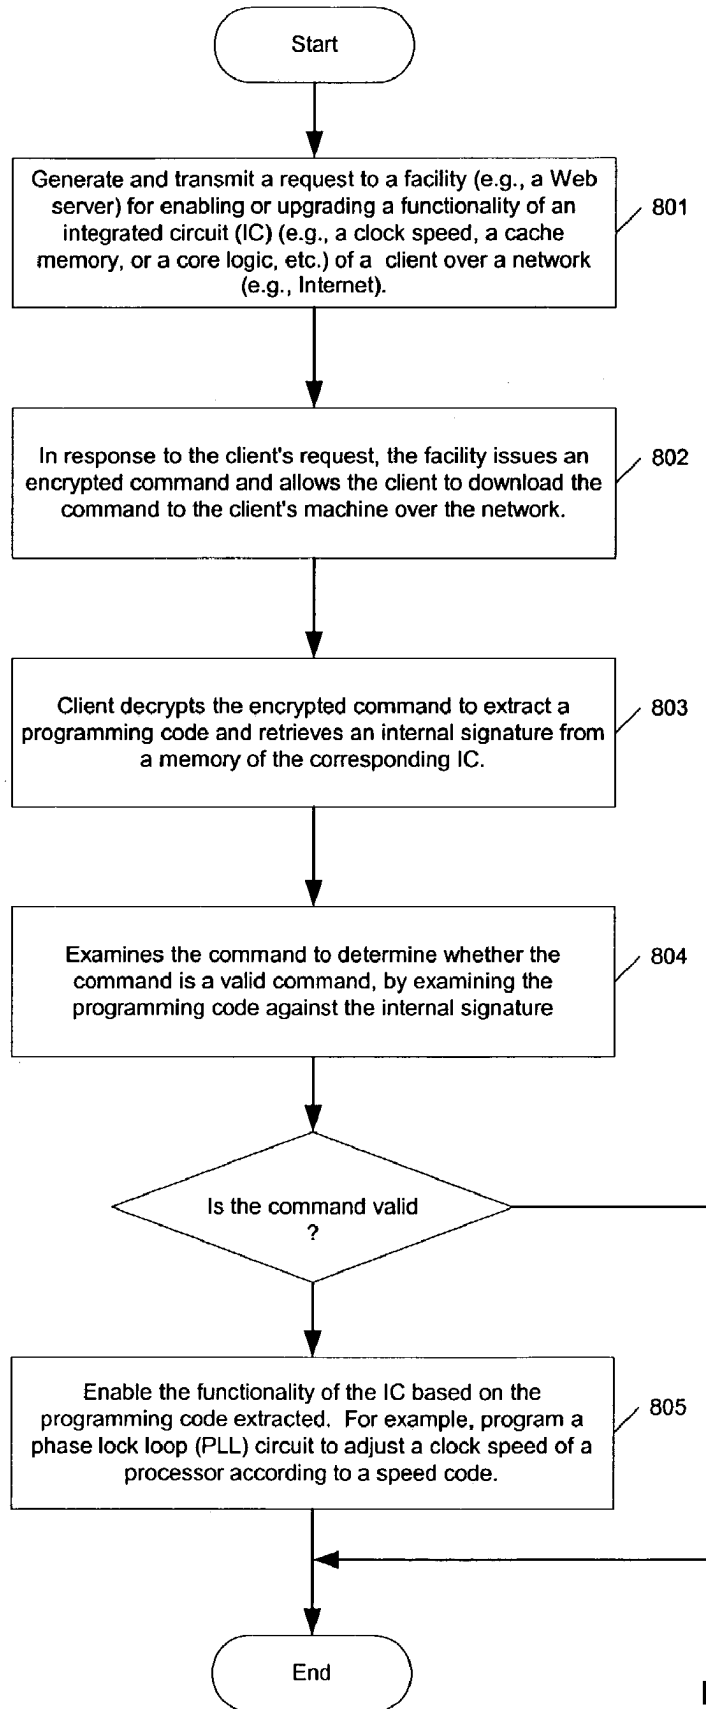 Start
Generate and transmit a request to a facility (e.g., a Web
server) for enabling or upgrading a functionality of an
integrated circuit (IC) (e.g., a clock speed, a cache
memory, or a core logic, etc.) of a client over a network
(e.g., Internet).
801
In response to the client's request, the facility issues an
encrypted command and allows the client to download the
command to the client's machine over the network.
802
Client decrypts the encrypted command to extract a
programming code and retrieves an internal signature from
a memory of the corresponding IC.
803
Examines the command to determine whether the
command is a valid command, by examining the
programming code against the internal signature
804
Is the command valid
?
Enable the functionality of the IC based on the
programming code extracted. For example, program a
phase lock loop (PLL) circuit to adjust a clock speed of a
processor according to a speed code.
805
End